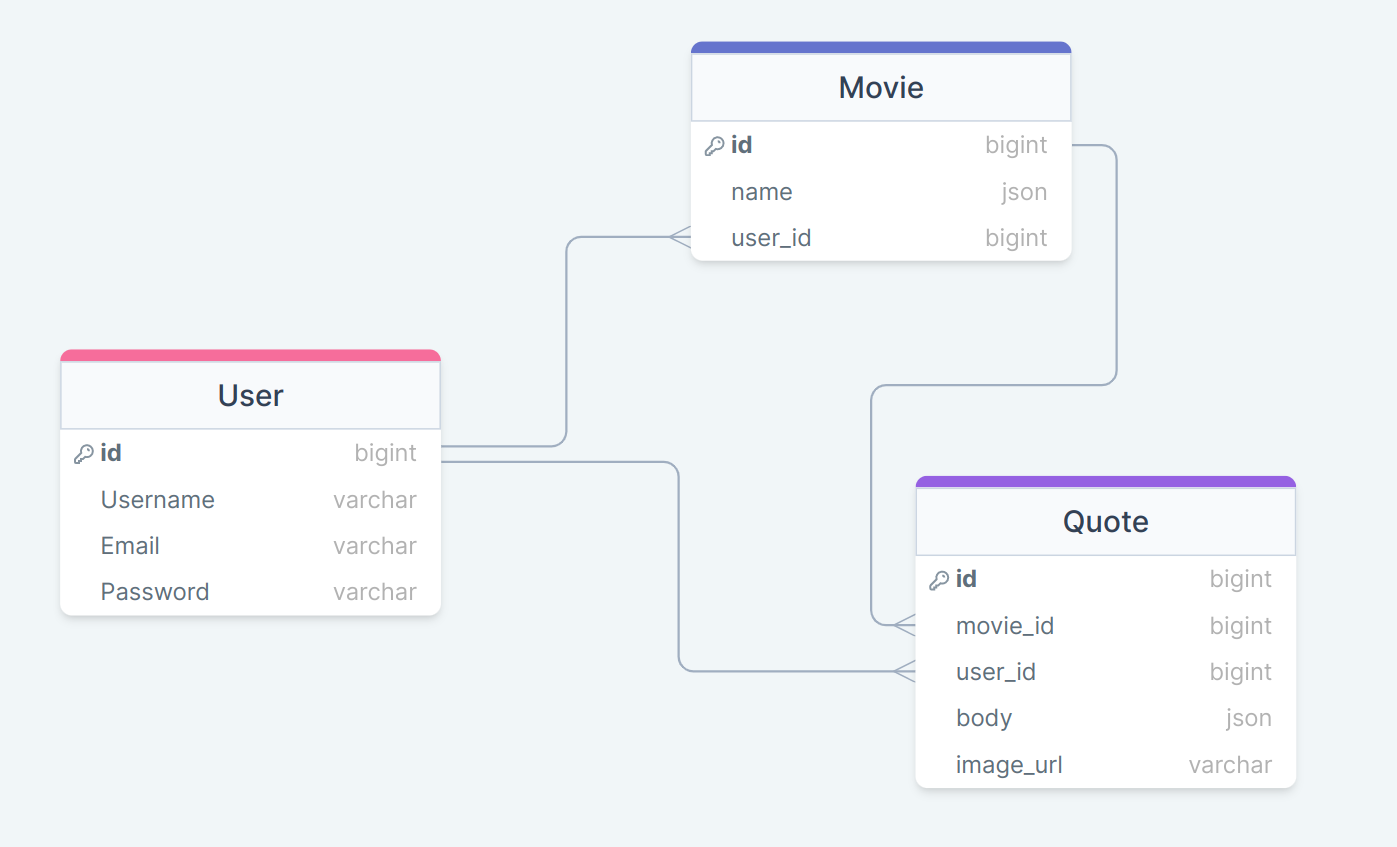 Movie
id bigint
name json
user_id bigint
User
id bigint
Username varchar
Email varchar
Password varchar
Quote
id bigint
movie_id bigint
user_id bigint
body json
image_url varchar